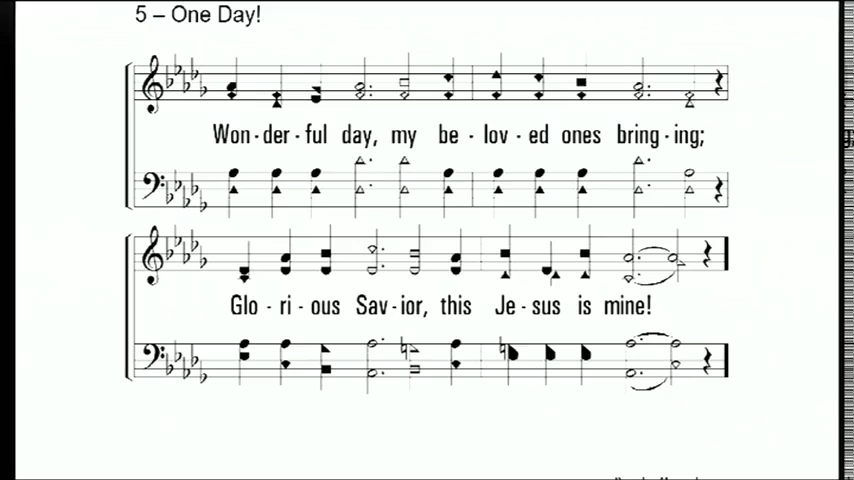 5 – One Day!
Won - der - ful day, my be - lov - ed ones bring - ing;
Glo - ri - ous Sav - ior, this Je - sus is mine!